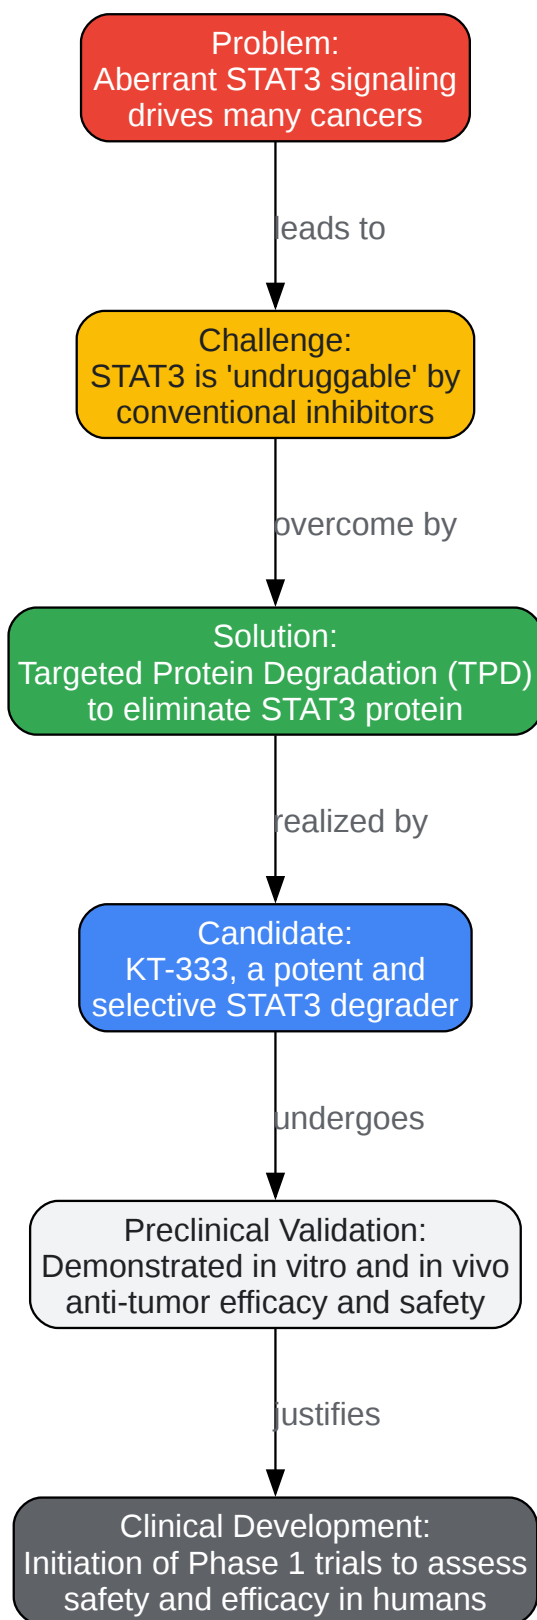 Problem:
Aberrant STAT3 signaling
drives many cancers
leads to
Challenge:
STAT3 is 'undruggable' by
conventional inhibitors
overcome by
Solution:
Targeted Protein Degradation (TPD)
to eliminate STAT3 protein
realized by
Candidate:
KT-333, a potent and
selective STAT3 degrader
undergoes
Preclinical Validation:
Demonstrated in vitro and in vivo
anti-tumor efficacy and safety
justifies
Clinical Development:
Initiation of Phase 1 trials to assess
safety and efficacy in humans